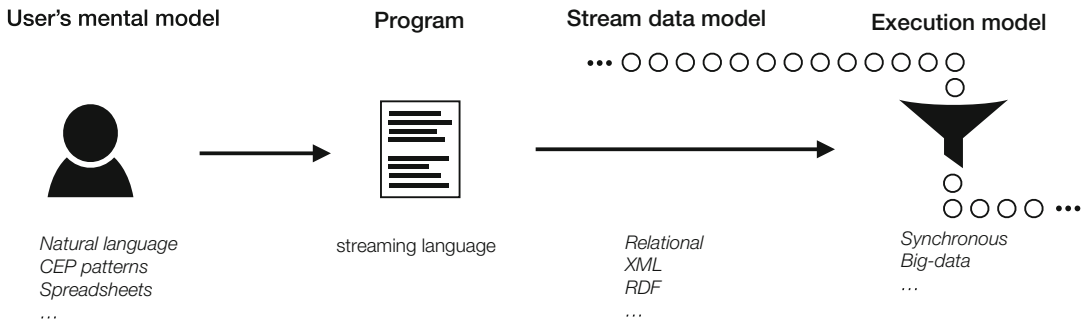 User's mental model
Program
Stream data model
Execution model
Natural language
CEP patterns
Spreadsheets
…
streaming language
Relational
XML
RDF
…
Synchronous
Big-data
…